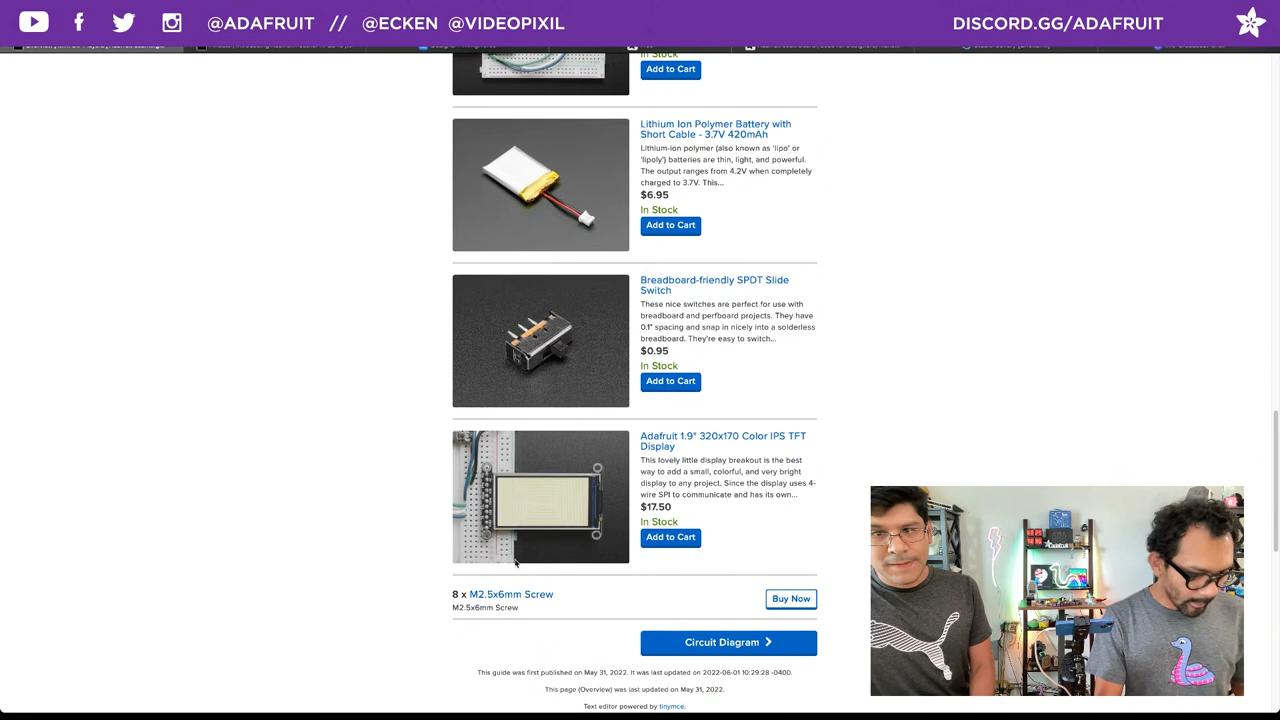 @ADAFRUIT // @ECKEN @VIDEOPIXIL
DISCORD.GG/ADAFRUIT
In Stock
Add to Cart
Lithium Ion Polymer Battery with
Short Cable - 3.7V 420mAh
Lithium-ion polymer (also known as 'lipo' or
'lipoly') batteries are thin, light, and powerful.
The output ranges from 4.2V when completely
charged to 3.7V. This...
$6.95
In Stock
Add to Cart
Breadboard-friendly SPDT Slide
Switch
These nice switches are perfect for use with
breadboard and perfboard projects. They have
0.1" spacing and snap in nicely into a solderless
breadboard. They're easy to switch...
$0.95
In Stock
Add to Cart
Adafruit 1.9" 320x170 Color IPS TFT
Display
This lovely little display breakout is the best
way to add a small, colorful, and very bright
display to any project. Since the display uses 4-
wire SPI to communicate and has its own...
$17.50
In Stock
Add to Cart
8 x M2.5x6mm Screw
M2.5x6mm Screw
Buy Now
Circuit Diagram
This guide was first published on May 31, 2022. It was last updated on 2022-06-01 10:29:28 -0400.
This page (Overview) was last updated on May 31, 2022.
Text editor powered by tinymce.